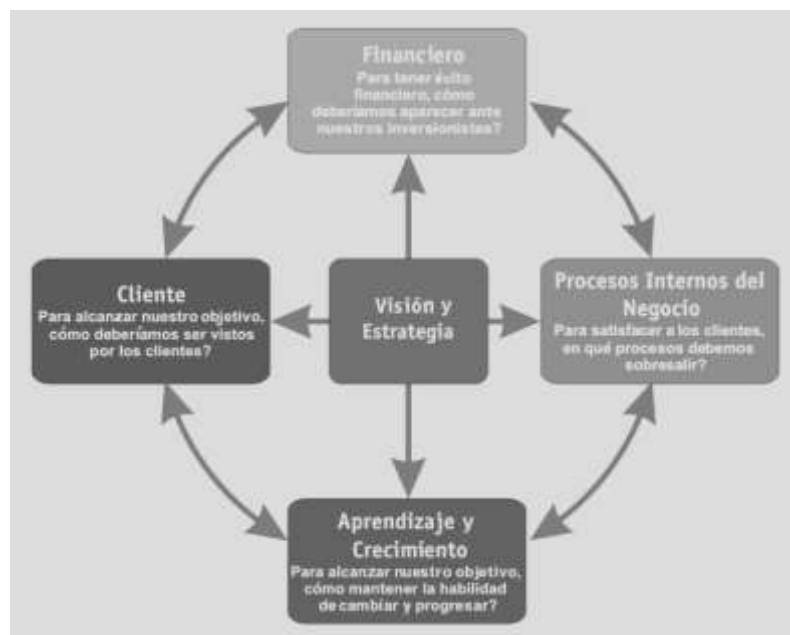 Financiero
Para tener éxito
financiero, cómo
deberíamos aparecer ante
nuestros inversionistas?
Cliente
Para alcanzar nuestro objetivo,
cómo deberíamos ser vistos
por los clientes?
Visión y
Estrategia
Procesos Internos del
Negocio
Para satisfacer a los clientes,
en qué procesos debemos
sobresalir?
Aprendizaje y
Crecimiento
Para alcanzar nuestro objetivo,
cómo mantener la habilidad
de cambiar y progresar?